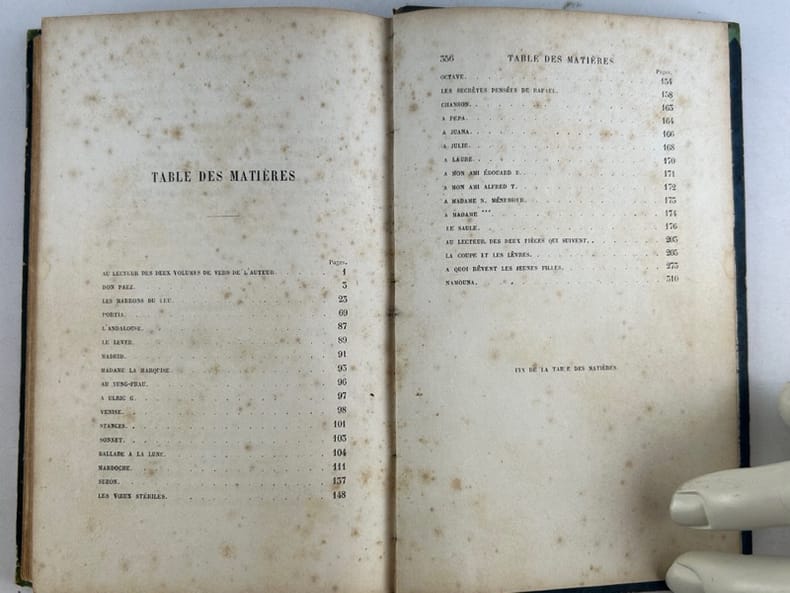 TABLE DES MATIÈRES
Pages.
AU LECTEUR DES DEUX VOLUMES DE VERS DE L'AUTEUR. 1
DON PAEZ. 3
LES MARRONS DU FEU. 23
PORTIA. 69
L'ANDALOUSE. 87
LE LEVER. 89
MADRID. 91
MADAME LA MARQUISE. 93
AU YUNG-FRAU. 96
A ULRIC G. 97
VENISE. 98
STANCES. 101
SONNET. 103
BALLADE A LA LUNE. 104
MARDOCHE. 111
SUZON. 137
LES VŒUX STÉRILES. 148
356 TABLE DES MATIÈRES
Pages.
OCTAVE. 154
LES SECRÈTES PENSÉES DE RAFAEL. 158
CHANSON. 163
A PEPA. 164
A JUANA. 166
A JULIE. 168
A LAURE. 170
A MON AMI ÉDOUARD B. 171
A MON AMI ALFRED T. 172
A MADAME N. MÉNESSIER. 173
A MADAME *** 174
LE SAULE. 176
AU LECTEUR, DES DEUX PIÈCES QUI SUIVENT. 203
LA COUPE ET LES LÈVRES. 205
A QUOI RÊVENT LES JEUNES FILLES. 273
NAMOUNA. 310
FIN DE LA TABLE DES MATIÈRES